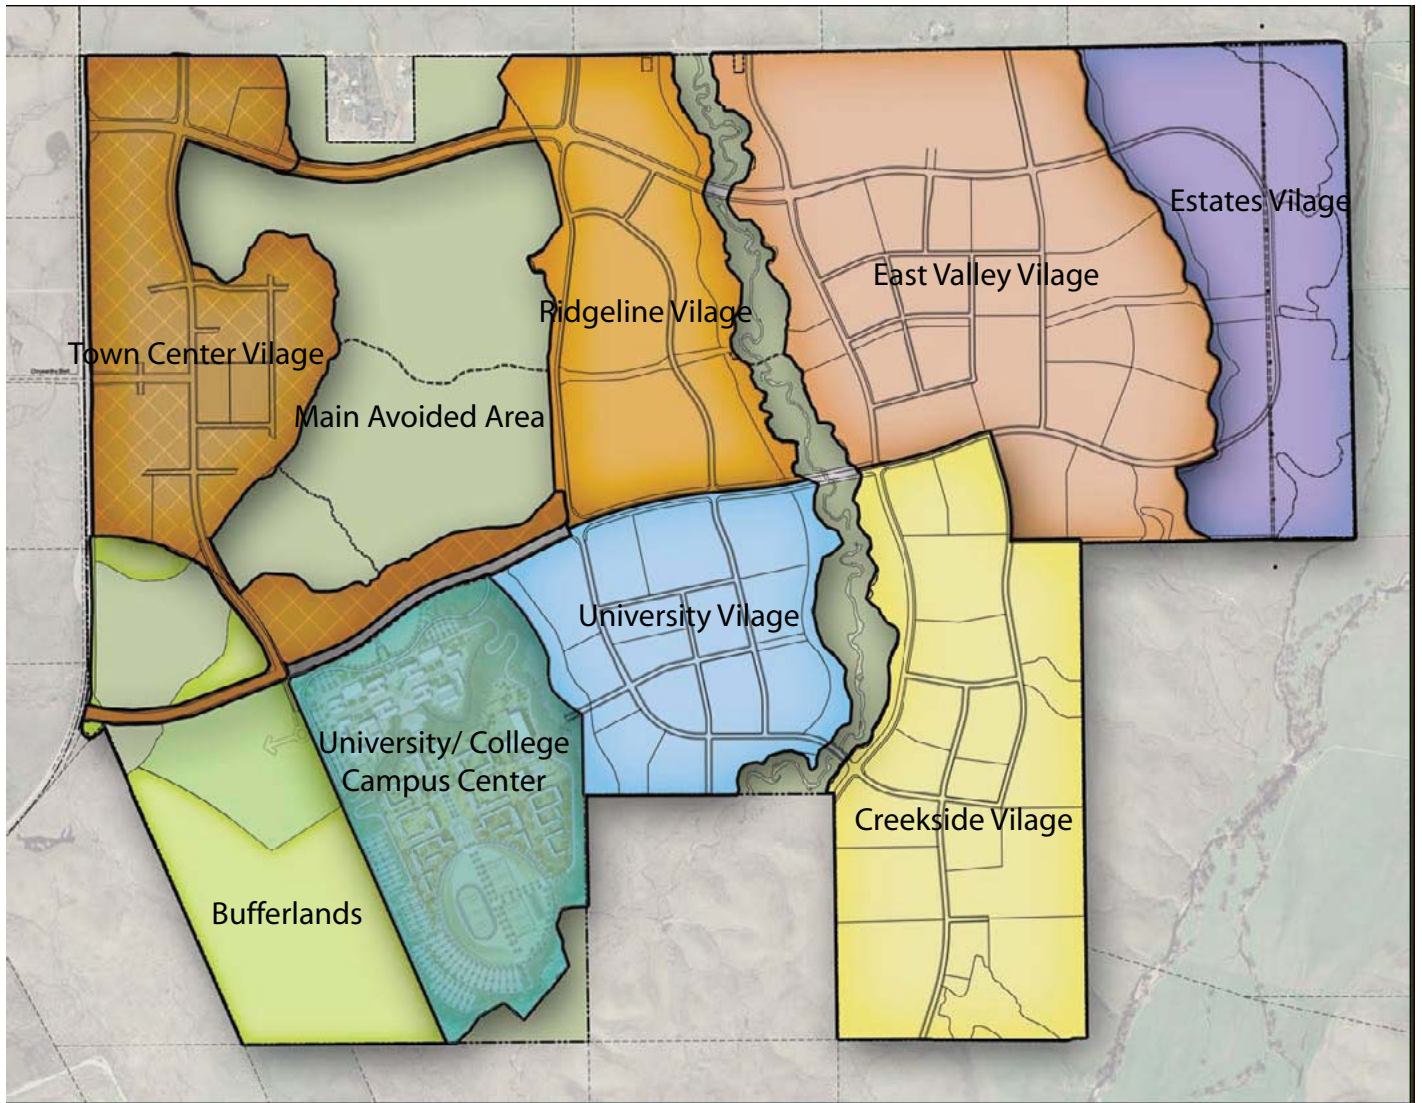 Estates Vilage
East Valley Vilage
Ridgeline Vilage
Town Center Vilage
Main Avoided Area
University Vilage
University/ College
Campus Center
Creekside Vilage
Bufferlands